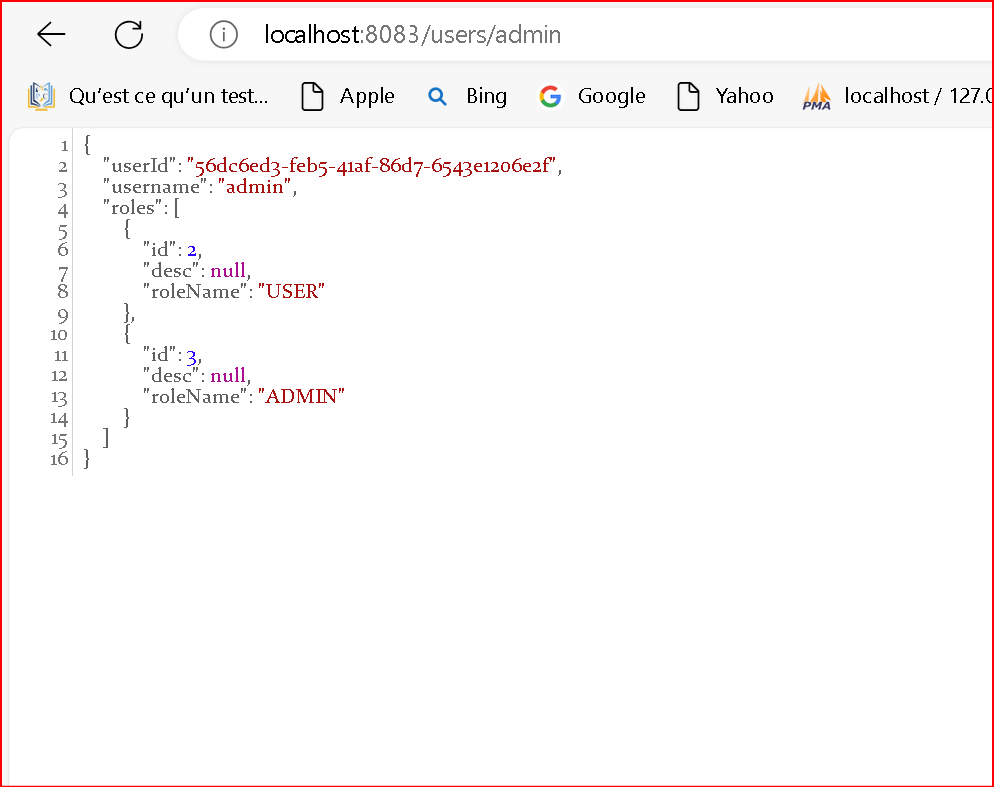 localhost:8083/users/admin
Qu'est ce qu'un test... Apple Bing Google Yahoo PMA localhost / 127.0
1 {
2 "userId": "56dc6ed3-feb5-41af-86d7-6543e1206e2f",
3 "username": "admin",
4 "roles": [
5 {
6 "id": 2,
7 "desc": null,
8 "roleName": "USER"
9 },
10 {
11 "id": 3,
12 "desc": null,
13 "roleName": "ADMIN"
14 }
15 ]
16 }